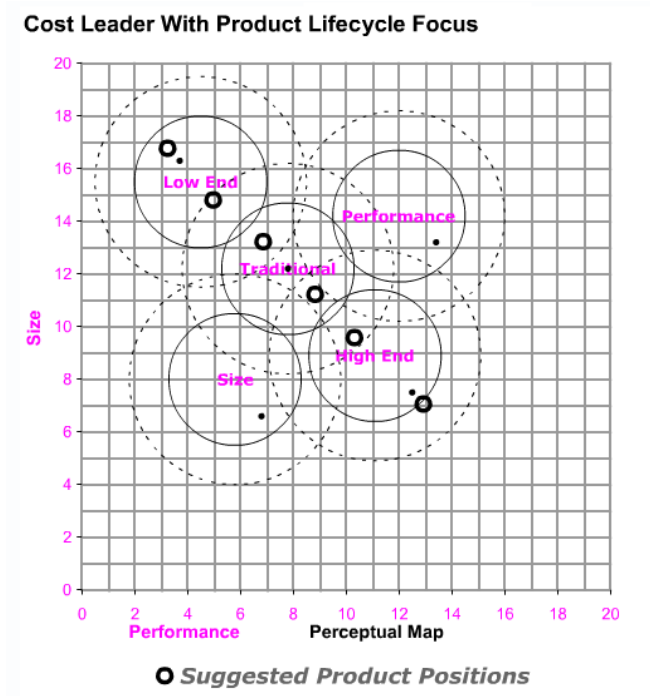 Cost Leader With Product Lifecycle Focus
20
18
16
14
12
10
8
6
4
2
0
Size
Low End
Performance
Traditional
High End
Size
0 2 4 6 8 10 12 14 16 18 20
Performance Perceptual Map
Suggested Product Positions